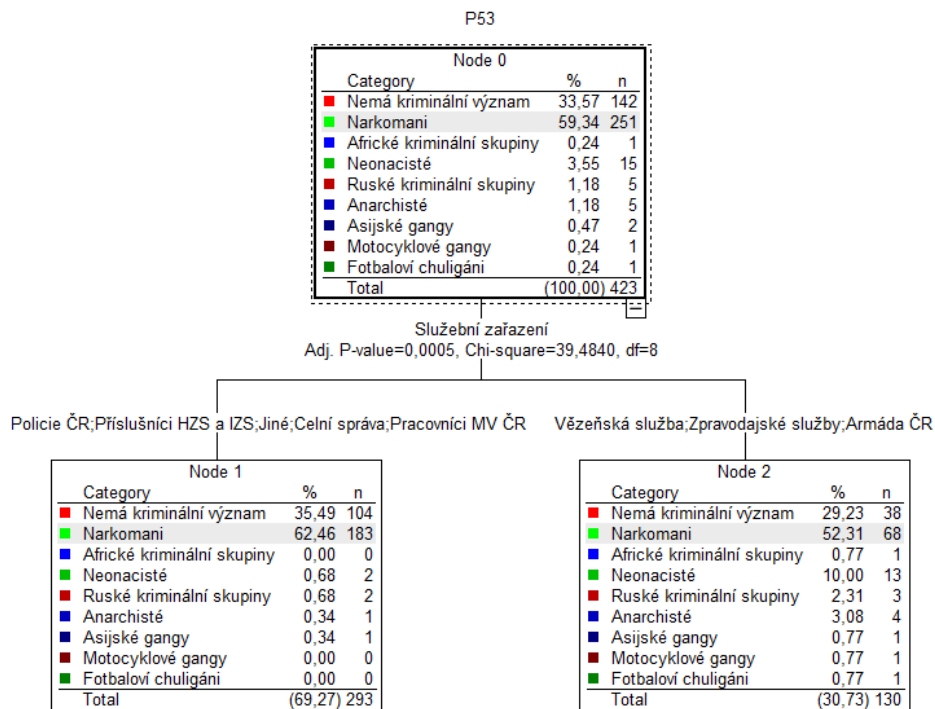 P53
Node 0
Category % n
Nemá kriminální význam 33,57 142
Narkomani 59,34 251
Africké kriminální skupiny 0,24 1
Neonacisté 3,55 15
Ruské kriminální skupiny 1,18 5
Anarchisté 1,18 5
Asijské gangy 0,47 2
Motocyklové gangy 0,24 1
Fotbaloví chuligáni 0,24 1
Total (100,00) 423
Služební zařazení
Adj. P-value=0,0005, Chi-square=39,4840, df=8
Policie ČR;Příslušníci HZS a IZS;Jiné;Celní správa;Pracovníci MV ČR
Node 1
Category % n
Nemá kriminální význam 35,49 104
Narkomani 62,46 183
Africké kriminální skupiny 0,00 0
Neonacisté 0,68 2
Ruské kriminální skupiny 0,68 2
Anarchisté 0,34 1
Asijské gangy 0,34 1
Motocyklové gangy 0,00 0
Fotbaloví chuligáni 0,00 0
Total (69,27) 293
Vězeňská služba;Zpravodajské služby;Armáda ČR
Node 2
Category % n
Nemá kriminální význam 29,23 38
Narkomani 52,31 68
Africké kriminální skupiny 0,77 1
Neonacisté 10,00 13
Ruské kriminální skupiny 2,31 3
Anarchisté 3,08 4
Asijské gangy 0,77 1
Motocyklové gangy 0,77 1
Fotbaloví chuligáni 0,77 1
Total (30,73) 130